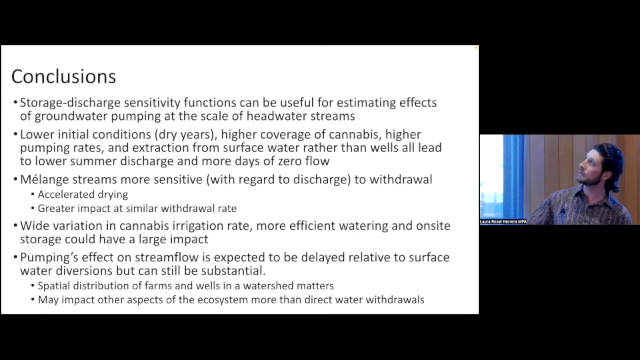 Conclusions
• Storage-discharge sensitivity functions can be useful for estimating effects
of groundwater pumping at the scale of headwater streams
• Lower initial conditions (dry years), higher coverage of cannabis, higher
pumping rates, and extraction from surface water rather than wells all lead
to lower summer discharge and more days of zero flow
• Mélange streams more sensitive (with regard to discharge) to withdrawal
• Accelerated drying
• Greater impact at similar withdrawal rate
• Wide variation in cannabis irrigation rate, more efficient watering and onsite
storage could have a large impact
• Pumping's effect on streamflow is expected to be delayed relative to surface
water diversions but can still be substantial.
• Spatial distribution of farms and wells in a watershed matters
• May impact other aspects of the ecosystem more than direct water withdrawals
Laura Rosel Herrera MPA